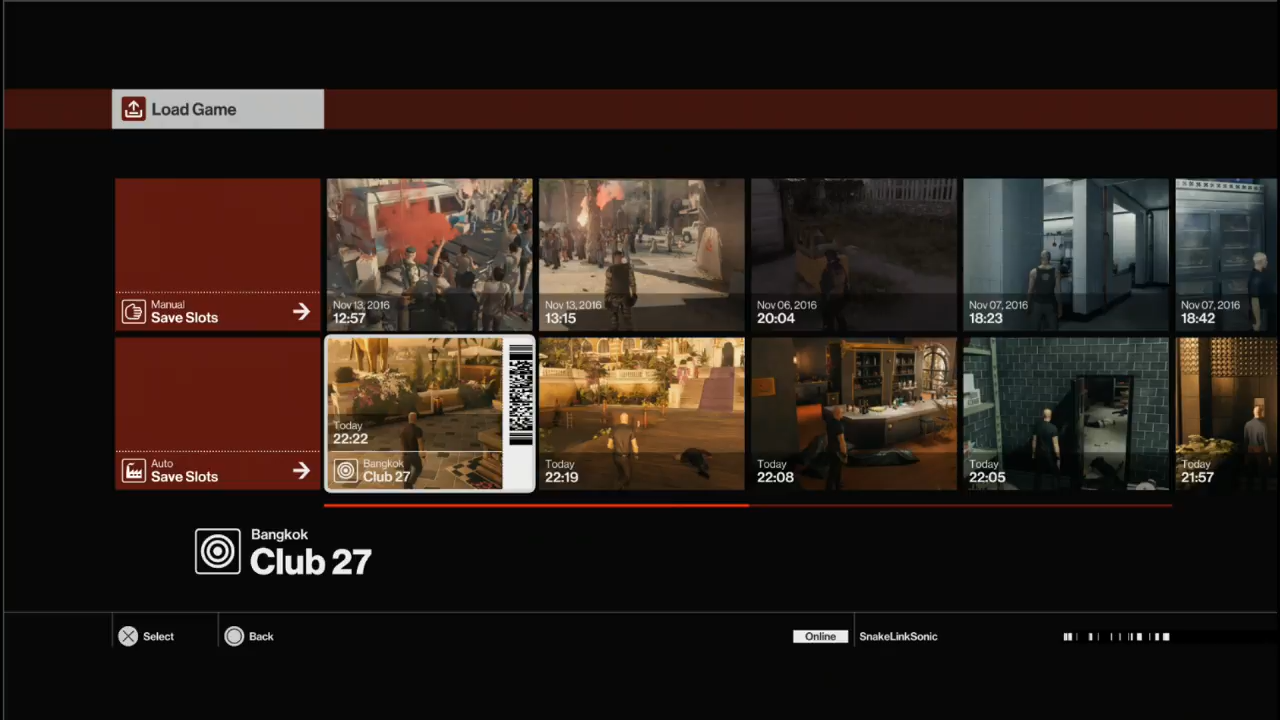 Load Game
Manual
Save Slots
Nov 13, 2016
12:57
Nov 13, 2016
13:15
Nov 06, 2016
20:04
Nov 07, 2016
18:23
Nov 07, 2016
18:42
Auto
Save Slots
Today
22:22
Bangkok
Club 27
Today
22:19
Today
22:08
Today
22:05
Today
21:57
Bangkok
Club 27
Select
Back
Online
SnakeLinkSonic